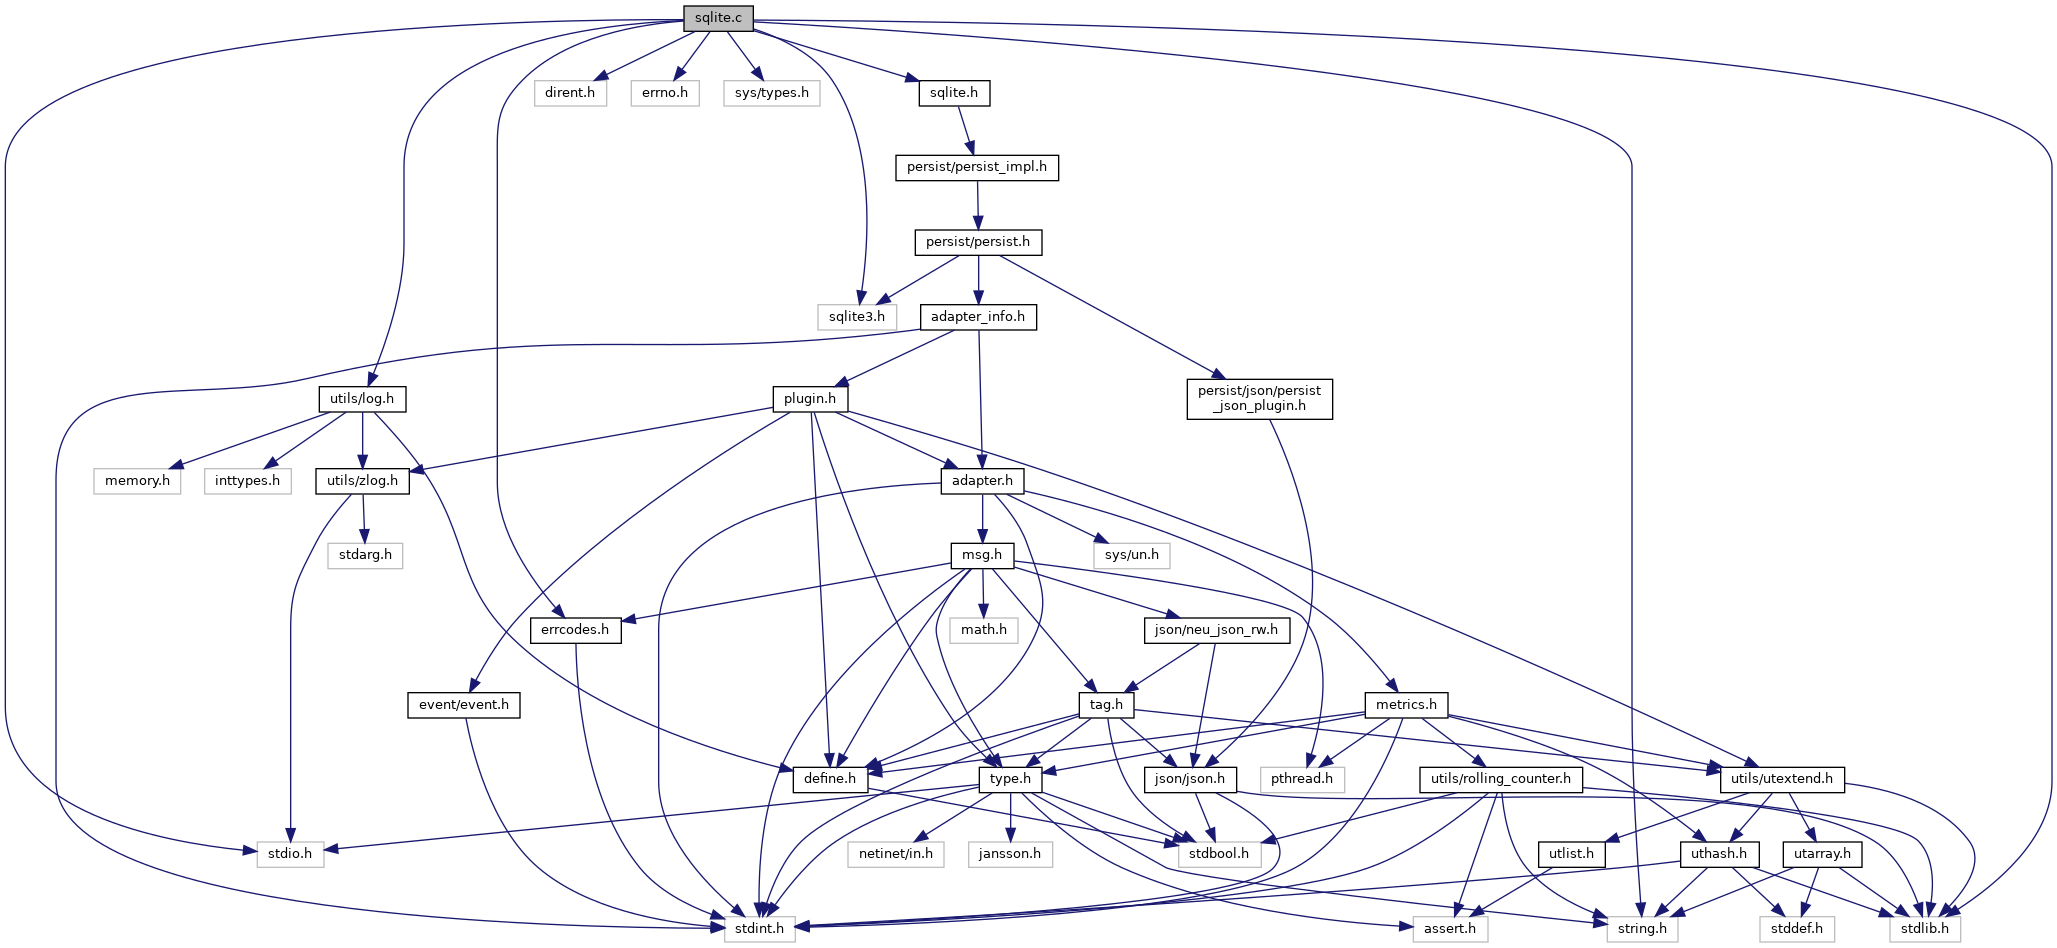 sqlite.c
dirent.h
errno.h
sys/types.h
sqlite.h
persist/persist_impl.h
persist/persist.h
sqlite3.h
adapter_info.h
utils/log.h
plugin.h
persist/json/persist
_json_plugin.h
memory.h
inttypes.h
utils/zlog.h
adapter.h
stdarg.h
msg.h
sys/un.h
errcodes.h
math.h
json/neu_json_rw.h
event/event.h
tag.h
metrics.h
define.h
type.h
json/json.h
pthread.h
utils/rolling_counter.h
utils/utextend.h
stdio.h
netinet/in.h
jansson.h
stdbool.h
utlist.h
uthash.h
utarray.h
stdint.h
assert.h
string.h
stddef.h
stdlib.h